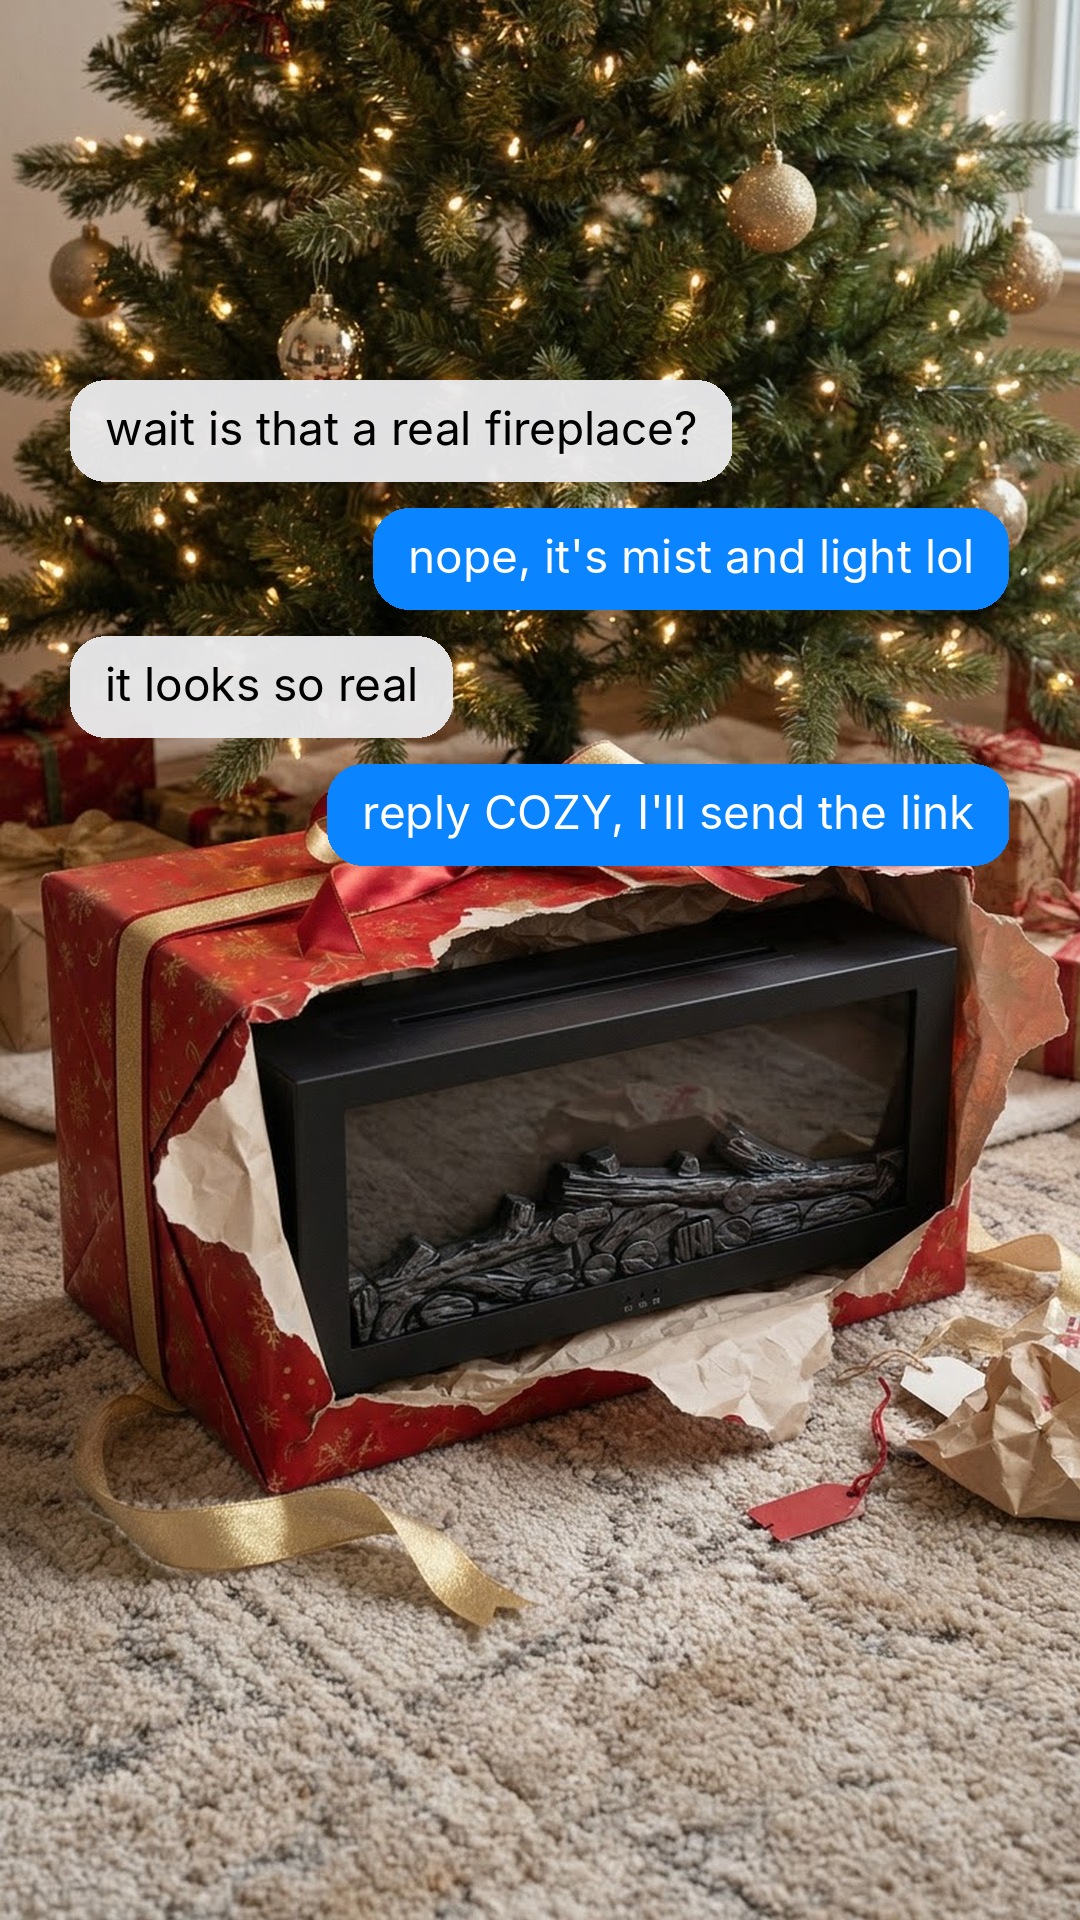 wait is that a real fireplace?
nope, it's mist and light lol
it looks so real
reply COZY, I'll send the link